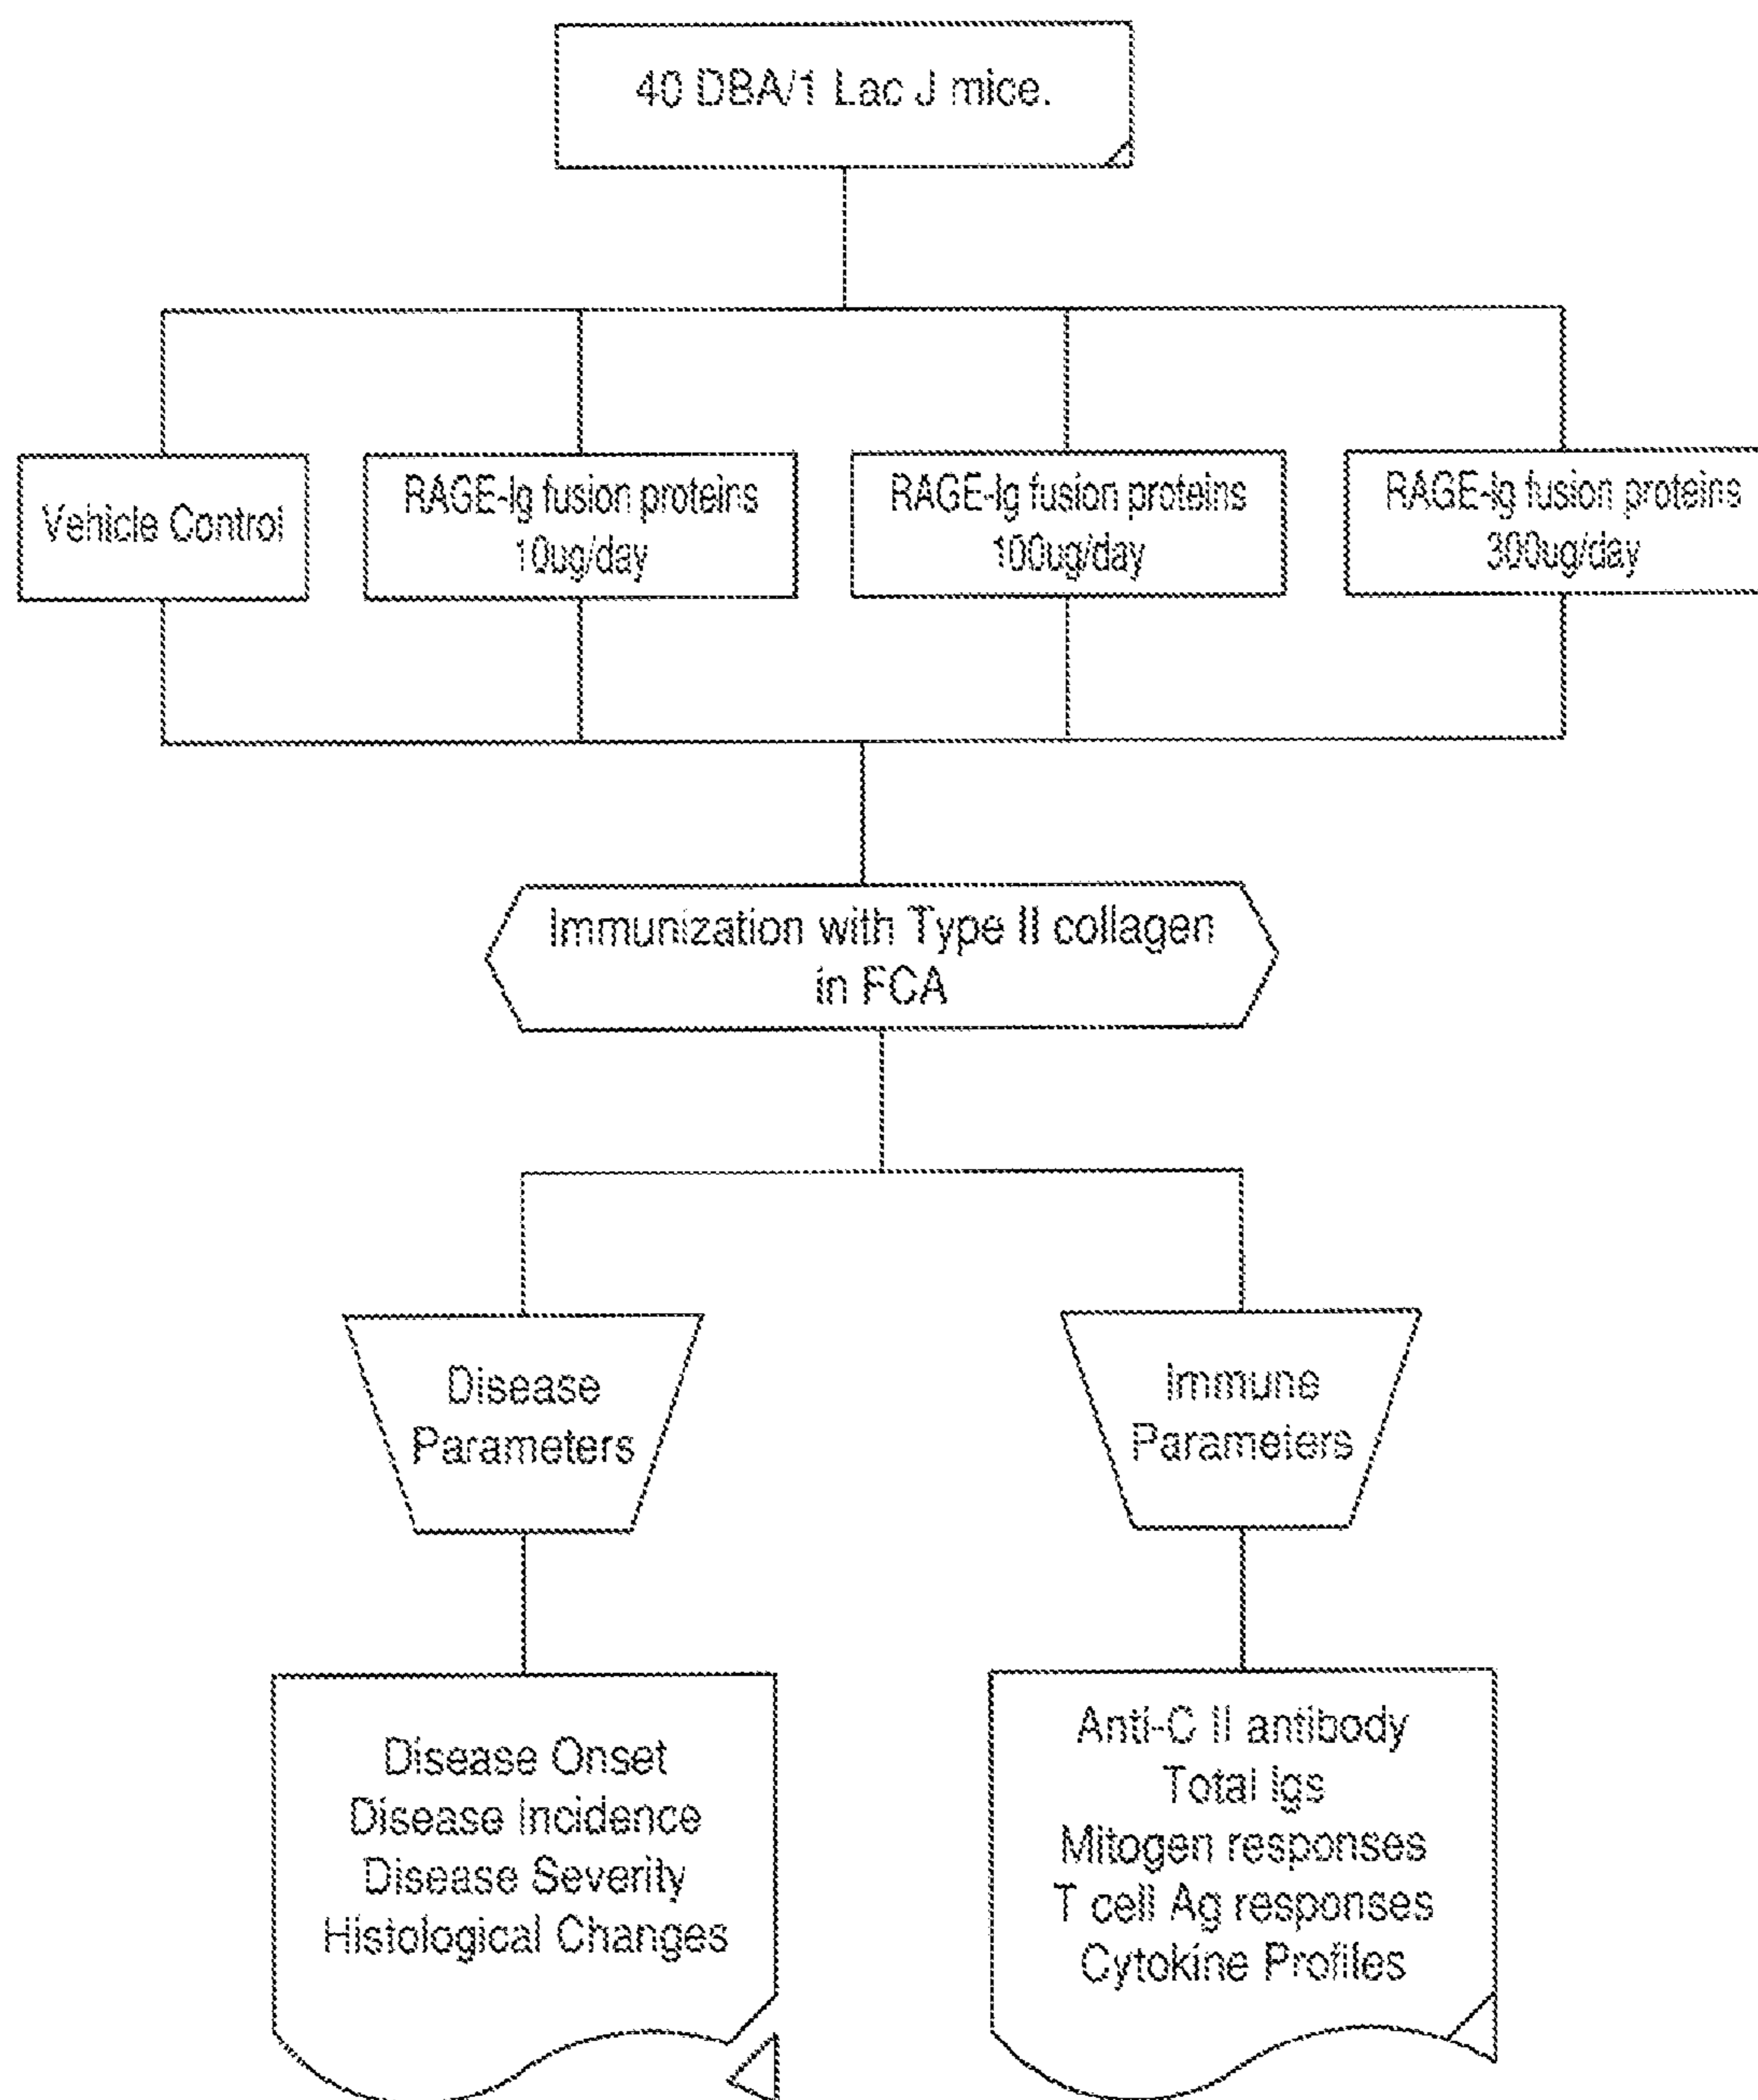 40 DBA/1 Lac J mice.
Vehicle Control
RAGE-Ig fusion proteins
10ug/day
RAGE-Ig fusion proteins
100ug/day
RAGE-Ig fusion proteins
300ug/day
Immunization with Type II collagen
in FCA
Disease
Parameters
Immune
Parameters
Disease Onset
Disease Incidence
Disease Severity
Histological Changes
Anti-C II antibody
Total Igs
Mitogen responses
T cell Ag responses
Cytokine Profiles